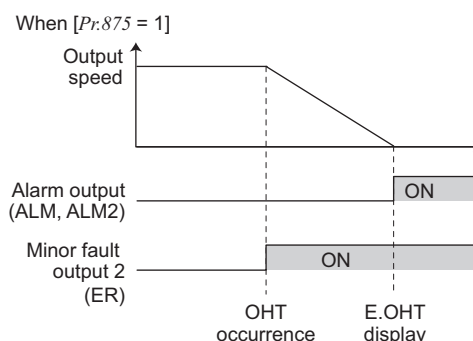 When [Pr.875 = 1]
Output
speed
Alarm output
(ALM, ALM2)
ON
Minor fault
output 2
(ER)
ON
OHT
occurrence
E.OHT
display